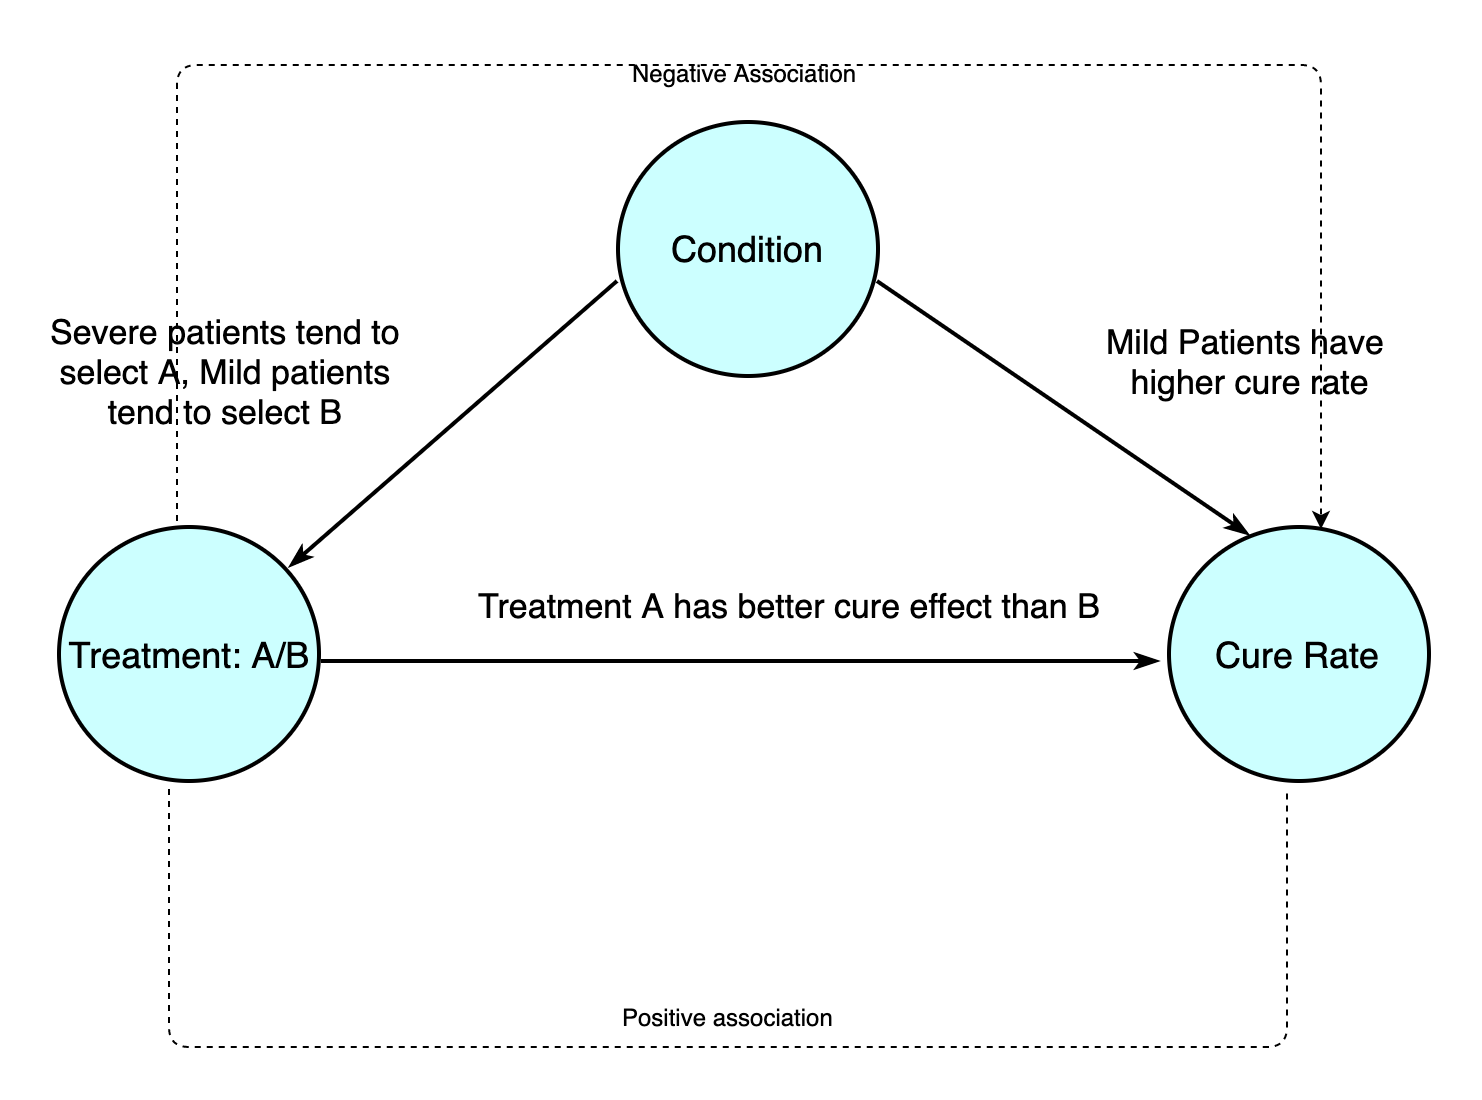 Negative Association
Condition
Severe patients tend to
select A, Mild patients
tend to select B
Mild Patients have
higher cure rate
Treatment A has better cure effect than B
Treatment: A/B
Cure Rate
Positive association